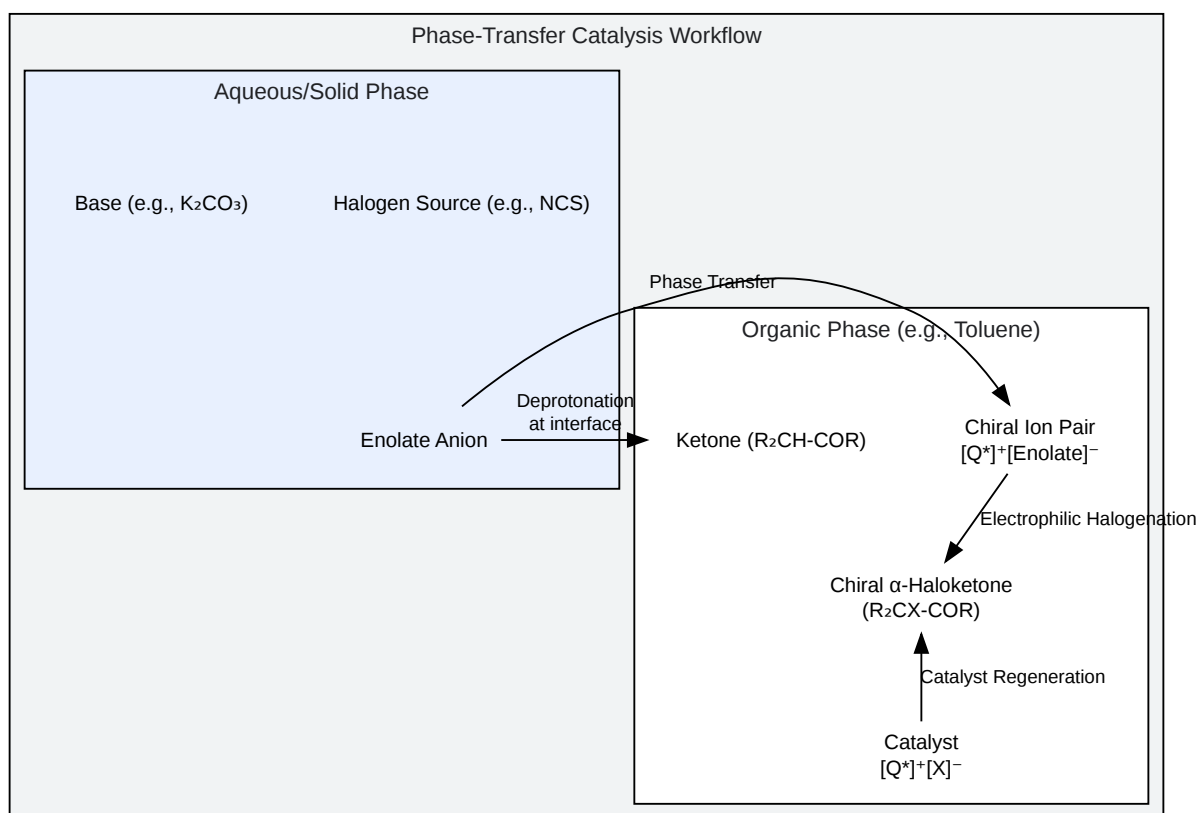 Phase-Transfer Catalysis Workflow
Aqueous/Solid Phase
Base (e.g., K₂CO₃)
Halogen Source (e.g., NCS)
Phase Transfer
Organic Phase (e.g., Toluene)
Deprotonation
at interface
Enolate Anion
Ketone (R₂CH-COR)
Chiral Ion Pair
[Q*]⁺[Enolate]⁻
Electrophilic Halogenation
Chiral α-Haloketone
(R₂CX-COR)
Catalyst Regeneration
Catalyst
[Q*]⁺[X]⁻